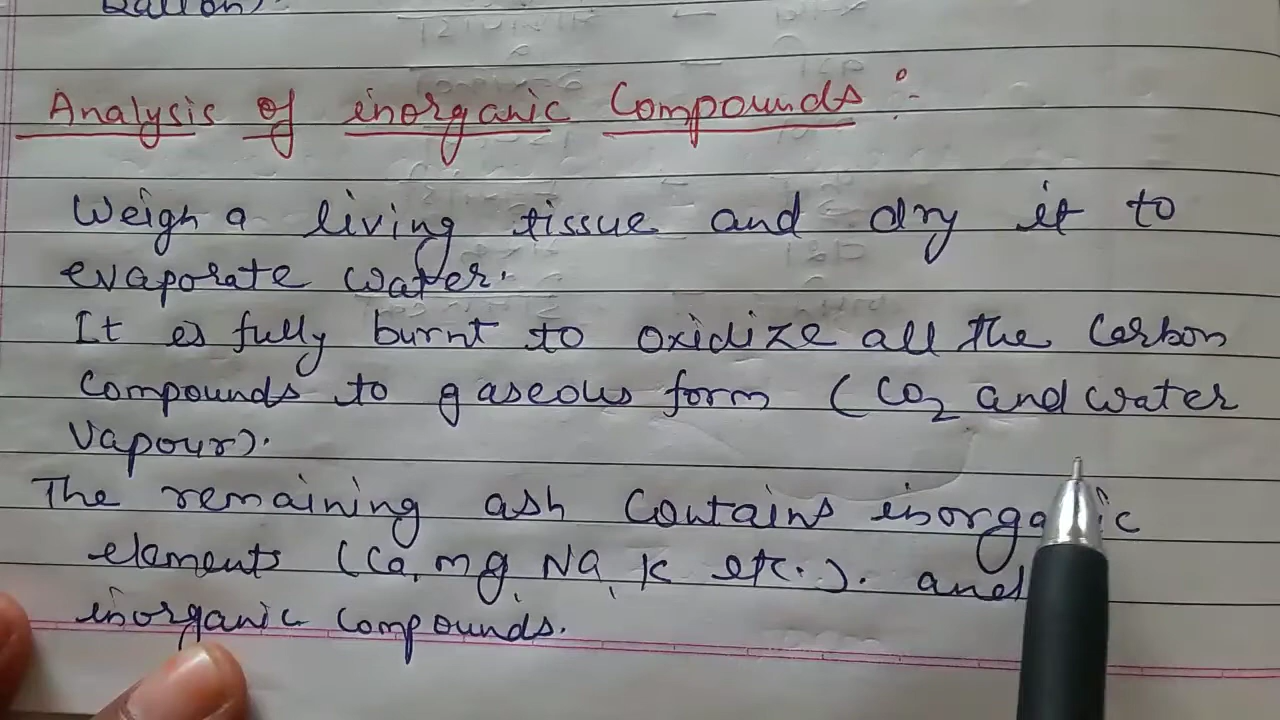 Analysis of inorganic Compounds :
Weigh a living tissue and dry it to
evaporate water.
It is fully burnt to oxidize all the Carbon
Compounds to gaseous form (CO2 and water
Vapour).
The remaining ash Contains inorganic
elements (Ca, mg, Na, K etc.). and
inorganic Compounds.